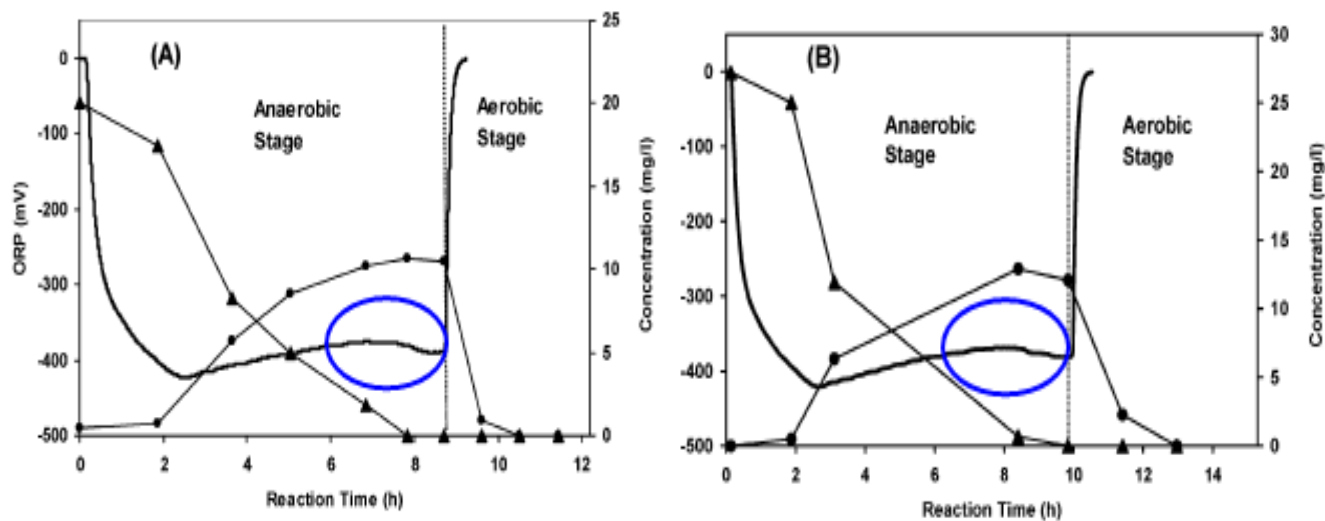 (A)
Anaerobic
Stage
Aerobic
Stage
ORP (mV)
0
-100
-200
-300
-400
-500
25
20
15
10
5
0
Concentration (mg/l)
0 2 4 6 8 10 12
Reaction Time (h)
(B)
Anaerobic
Stage
Aerobic
Stage
0
-100
-200
-300
-400
-500
30
25
20
15
10
5
0
Concentration (mg/l)
0 2 4 6 8 10 12 14
Reaction Time (h)